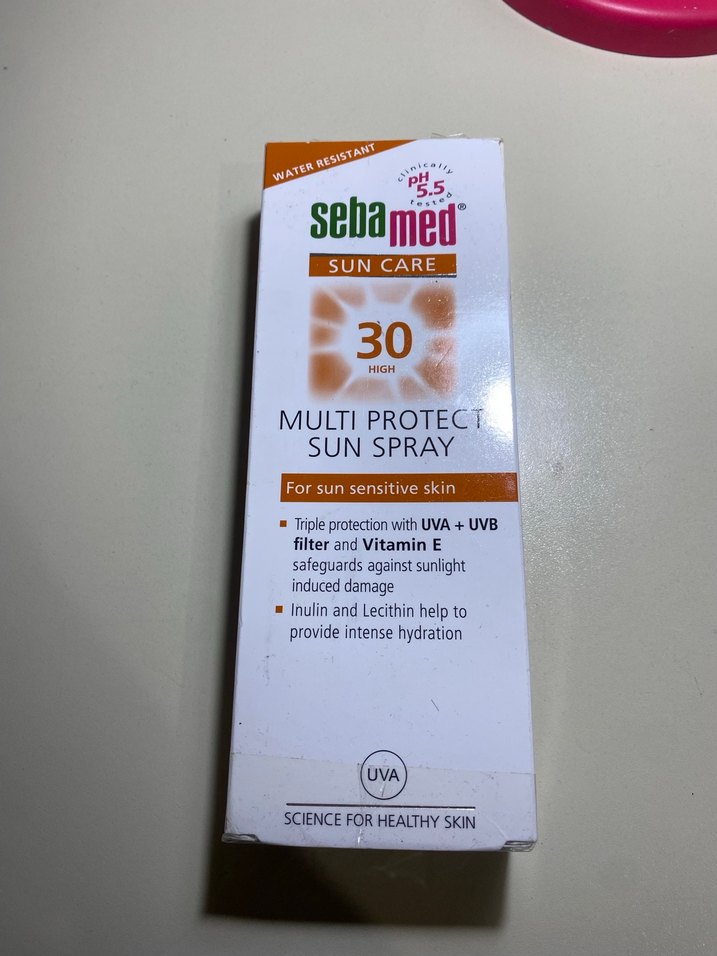 WATER RESISTANT
clinically
pH
5.5
tested
sebamed®
SUN CARE
30
HIGH
MULTI PROTECT
SUN SPRAY
For sun sensitive skin
Triple protection with UVA + UVB
filter and Vitamin E
safeguards against sunlight
induced damage
Inulin and Lecithin help to
provide intense hydration
UVA
SCIENCE FOR HEALTHY SKIN